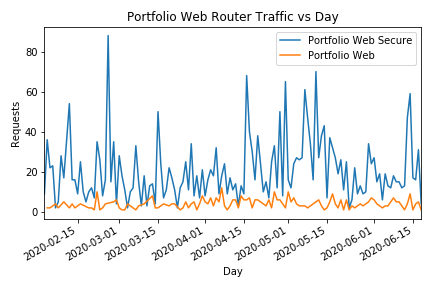 Portfolio Web Router Traffic vs Day
Portfolio Web Secure
Portfolio Web
80
60
40
20
0
Requests
2020-02-15
2020-03-01
2020-03-15
2020-04-01
2020-04-15
2020-05-01
2020-05-15
2020-06-01
2020-06-15
Day